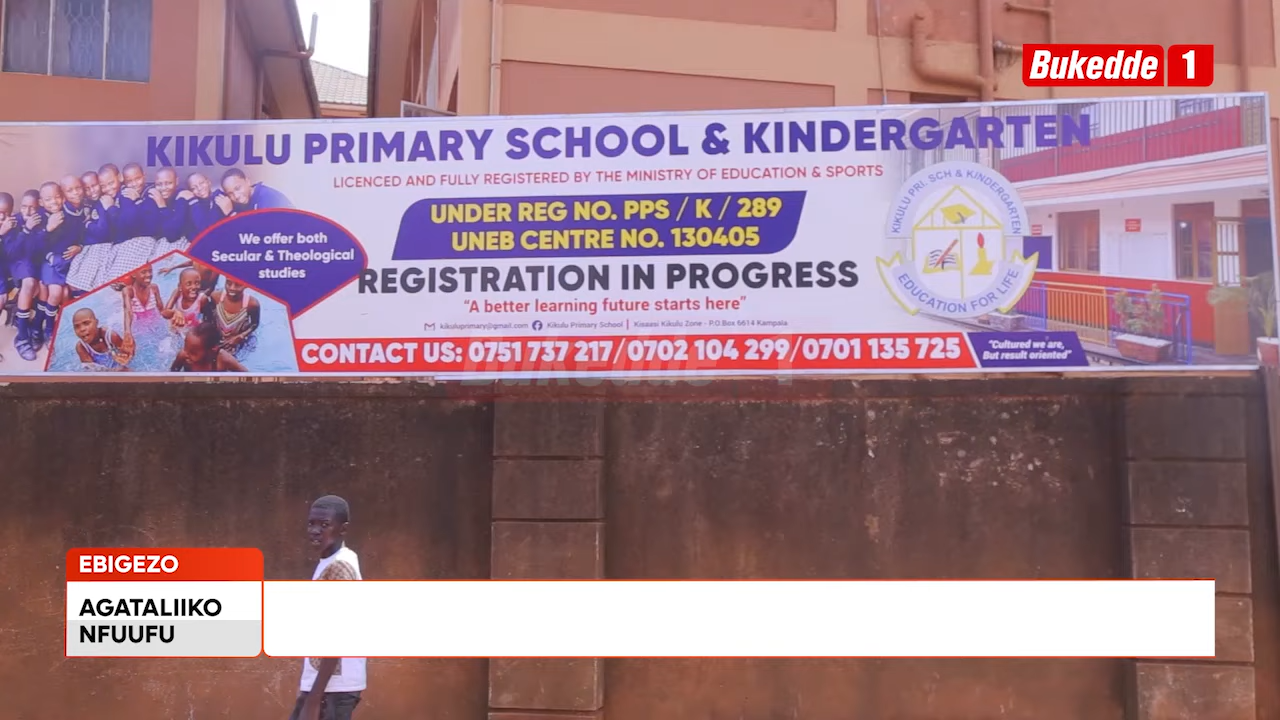 Bukedde 1
KIKULU PRIMARY SCHOOL & KINDERGARTEN
LICENCED AND FULLY REGISTERED BY THE MINISTRY OF EDUCATION & SPORTS
UNDER REG NO. PPS / K / 289
UNEB CENTRE NO. 130405
We offer both
Secular & Theological
studies
REGISTRATION IN PROGRESS
"A better learning future starts here"
kikuluprimary@gmail.com Kikulu Primary School | Kisaasi Kikulu Zone - P.O.Box 6614 Kampala
CONTACT US: 0751 737 217/0702 104 299/0701 135 725
"Cultured we are,
But result oriented"
KIKULU PRI. SCH & KINDERGARTEN
EDUCATION FOR LIFE
Bukedde 1
EBIGEZO
AGATALIIKO
NFUUFU